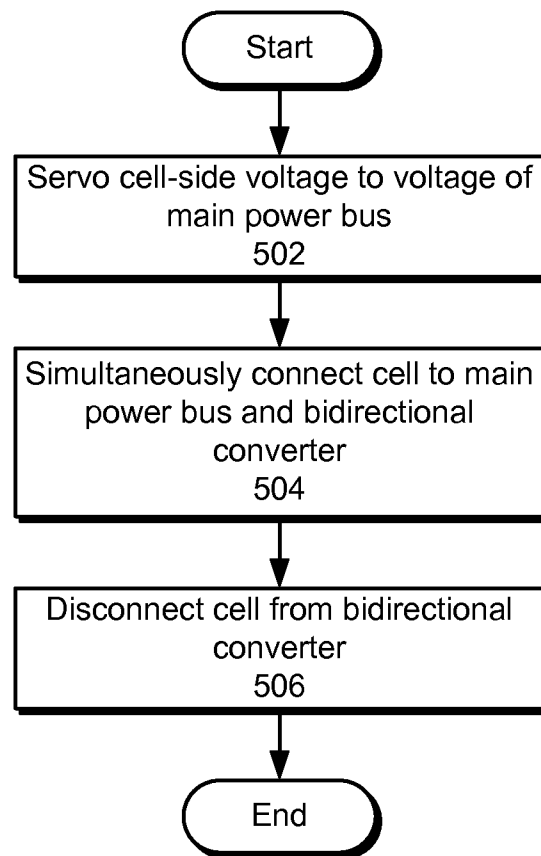 Start
Servo cell-side voltage to voltage of
main power bus
502
Simultaneously connect cell to main
power bus and bidirectional
converter
504
Disconnect cell from bidirectional
converter
506
End